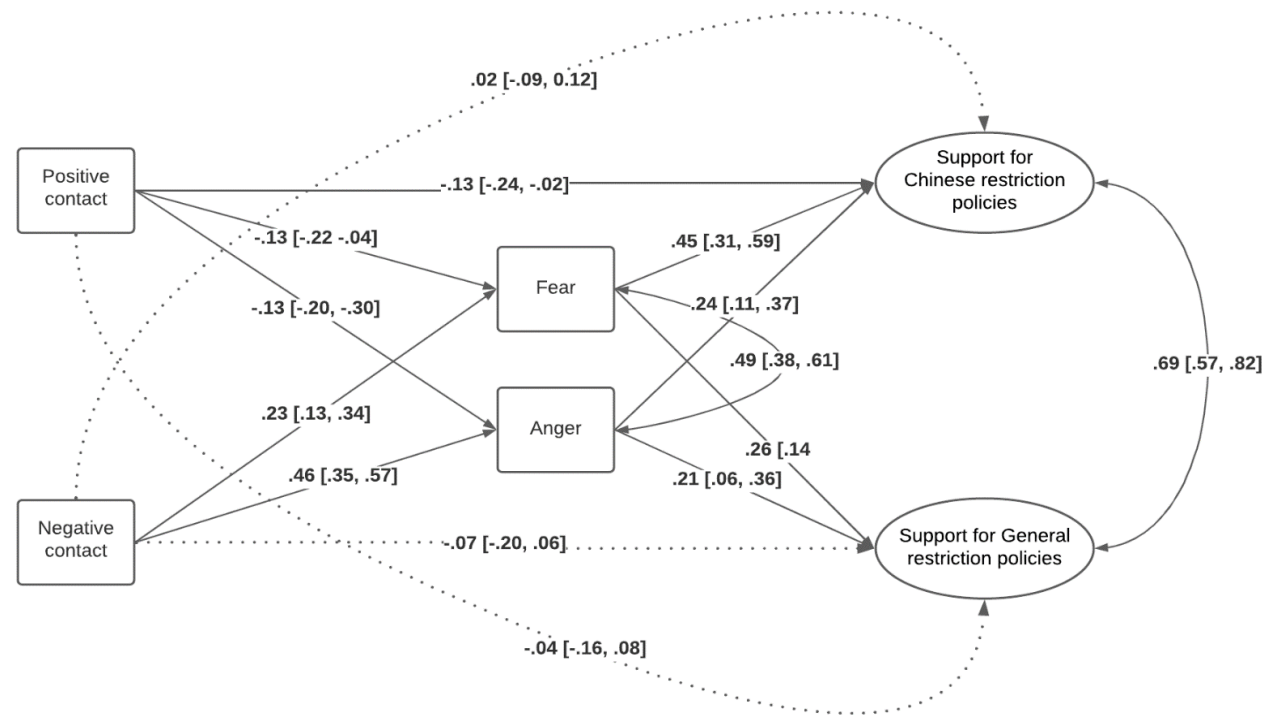 .02 [-.09, 0.12]
Positive
contact
Support for
Chinese restriction
policies
-.13 [-.24, -.02]
-.13 [-.22 -.04]
.45 [.31, .59]
Fear
-.13 [-.20, -.30]
.24 [.11, .37]
.49 [.38, .61]
.69 [.57, .82]
.23 [.13, .34]
Anger
.26 [.14
.46 [.35, .57]
.21 [.06, .36]
Negative
contact
-.07 [-.20, .06]
Support for General
restriction policies
-.04 [-.16, .08]